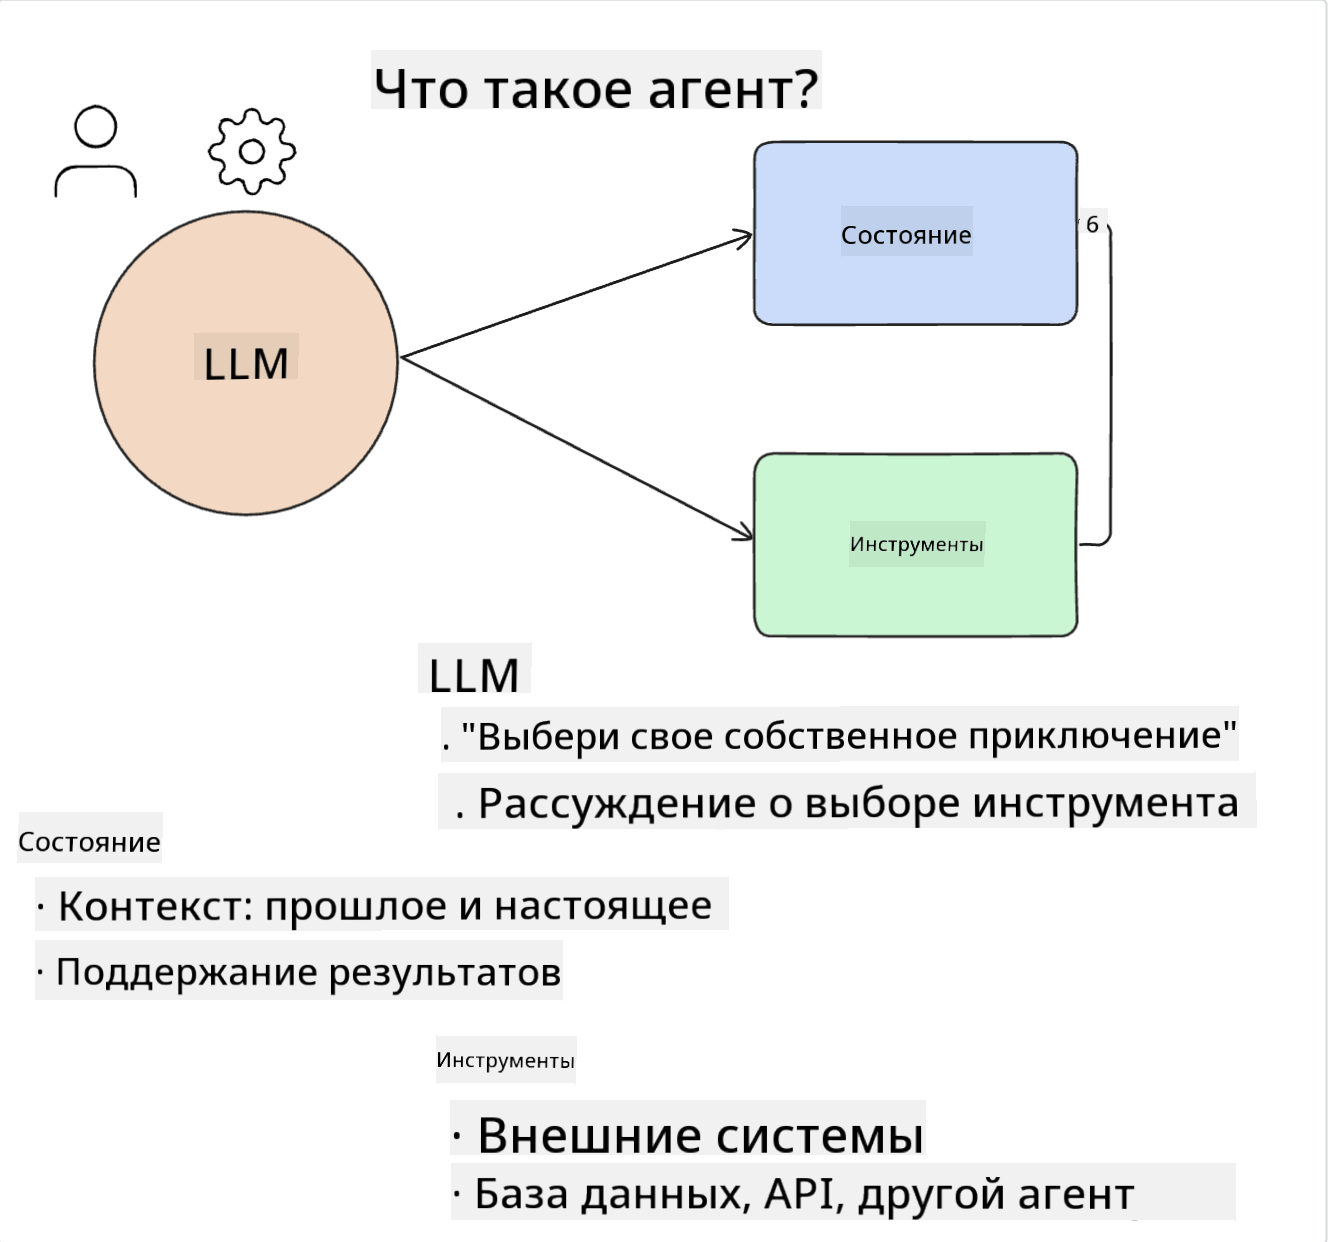 Что такое агент?
Состояние
6
LLM
Инструменты
LLM
. "Выбери свое собственное приключение"
. Рассуждение о выборе инструмента
Состояние
· Контекст: прошлое и настоящее
· Поддержание результатов
Инструменты
· Внешние системы
· База данных, API, другой агент